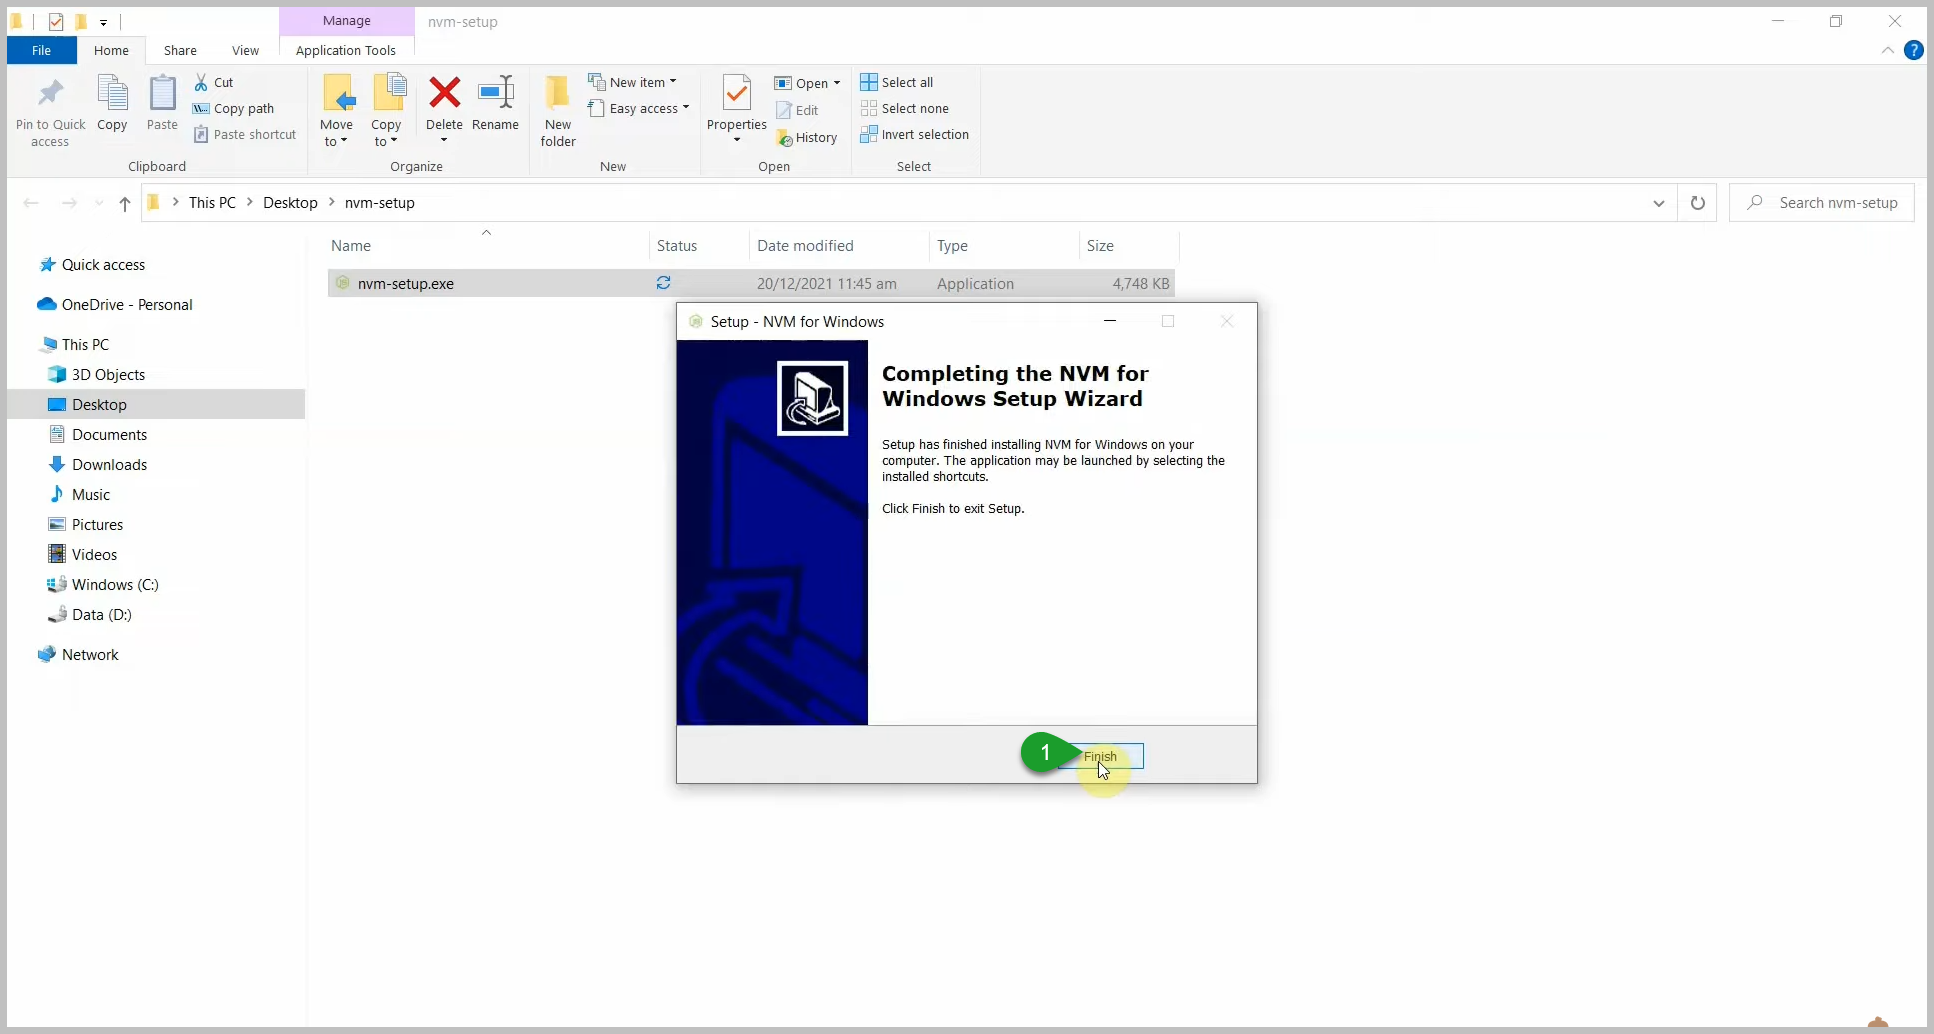 Manage
nvm-setup
File
Home
Share
View
Application Tools
?
Pin to Quick access
Copy
Paste
Cut
Copy path
Paste shortcut
Clipboard
Move to
Copy to
Delete
Rename
Organize
New folder
New item
Easy access
New
Properties
Open
Edit
History
Open
Select all
Select none
Invert selection
Select
This PC > Desktop > nvm-setup
Search nvm-setup
Name
Status
Date modified
Type
Size
nvm-setup.exe
20/12/2021 11:45 am
Application
4,748 KB
Quick access
OneDrive - Personal
This PC
3D Objects
Desktop
Documents
Downloads
Music
Pictures
Videos
Windows (C:)
Data (D:)
Network
Setup - NVM for Windows
Completing the NVM for
Windows Setup Wizard
Setup has finished installing NVM for Windows on your
computer. The application may be launched by selecting the
installed shortcuts.
Click Finish to exit Setup.
1
Finish